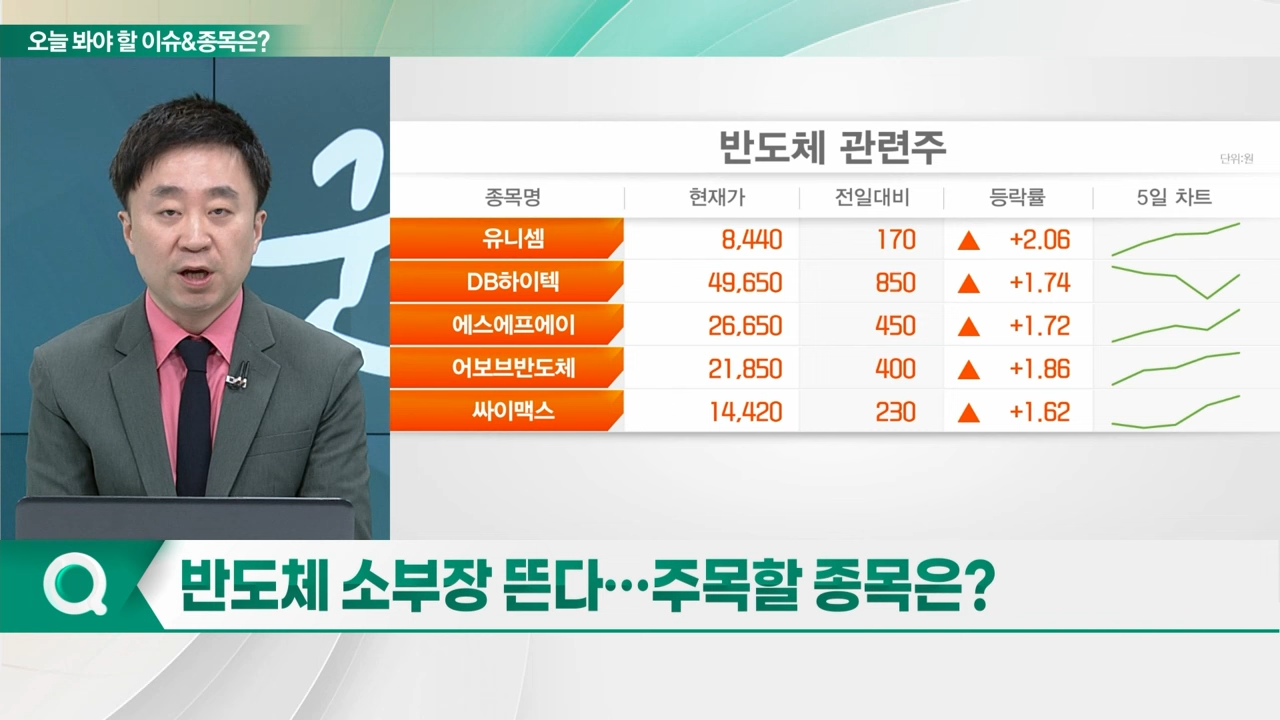 오늘 봐야 할 이슈&종목은?
반도체 관련주
단위:원
종목명 현재가 전일대비 등락률 5일 차트
유니셈 8,440 170 ▲ +2.06
DB하이텍 49,650 850 ▲ +1.74
에스에프에이 26,650 450 ▲ +1.72
어보브반도체 21,850 400 ▲ +1.86
싸이맥스 14,420 230 ▲ +1.62
반도체 소부장 뜬다…주목할 종목은?